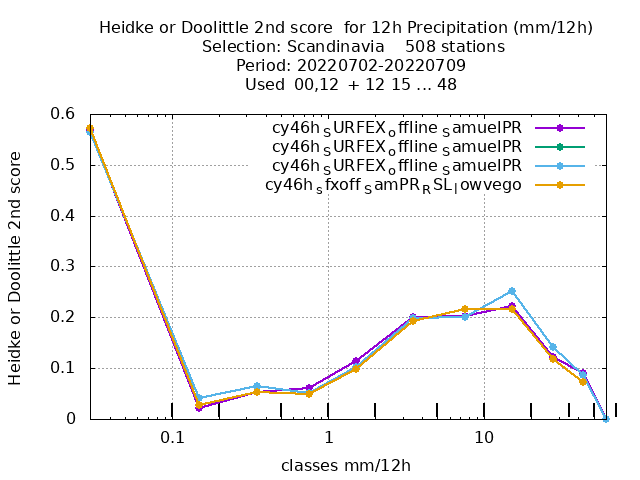 Heidke or Doolittle 2nd score  for 12h Precipitation (mm/12h)
Selection: Scandinavia    508 stations
Period: 20220702-20220709
Used  00,12  + 12 15 ... 48
cy46h_SURFEX_offline_SamuelPR
cy46h_SURFEX_offline_SamuelPR
cy46h_SURFEX_offline_SamuelPR
cy46h_sfxoff_SamPR_RSL_lowvego
Heidke or Doolittle 2nd score
0.6
0.5
0.4
0.3
0.2
0.1
0
0.1 1 10
classes mm/12h